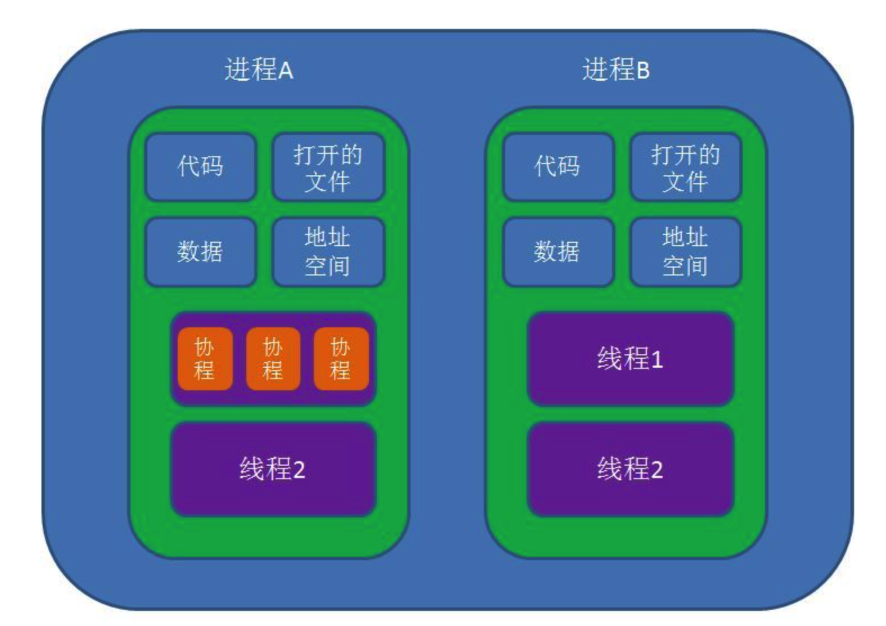 进程A
进程B
代码
打开的
文件
数据
地址
空间
协
程
协
程
协
程
线程2
代码
打开的
文件
数据
地址
空间
线程1
线程2